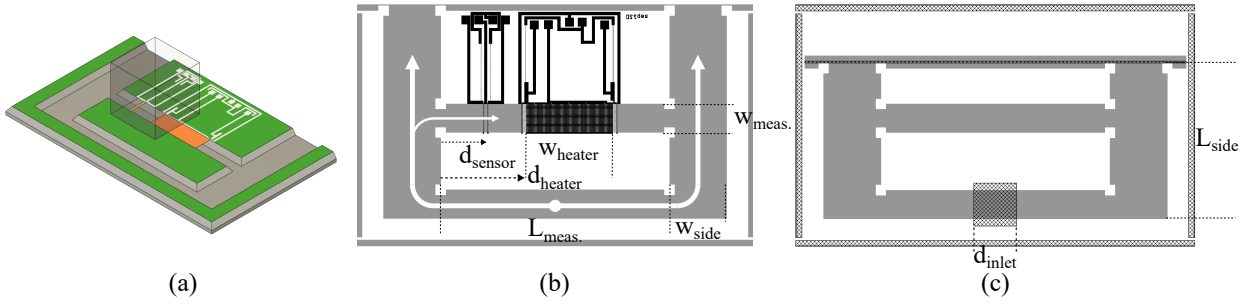 d_sensor
w_heater
d_heater
L_meas.
w_side
w_meas.
L_side
d_inlet
(a)
(b)
(c)